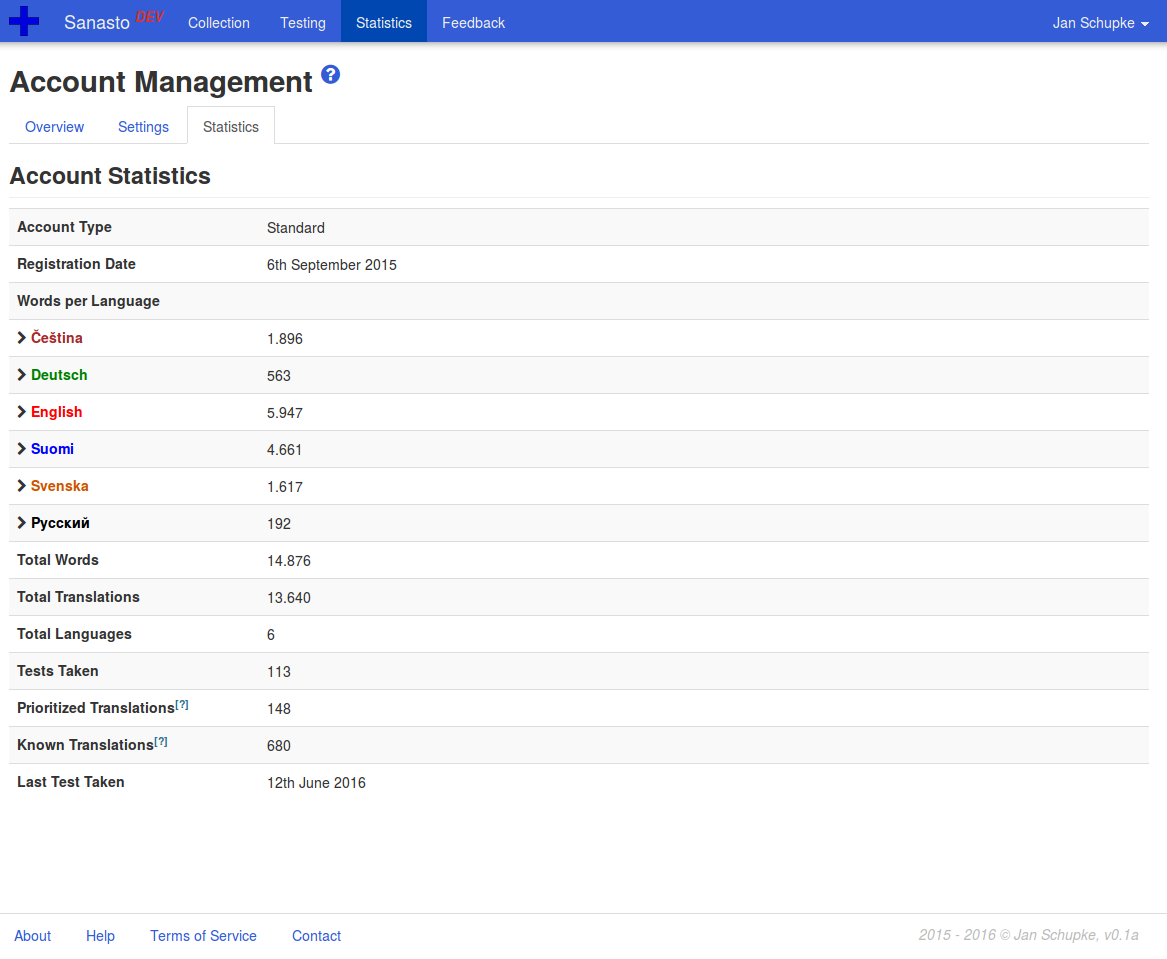 Sanasto DEV Collection Testing Statistics Feedback Jan Schupke
Account Management ?
Overview Settings Statistics
Account Statistics
Account Type Standard
Registration Date 6th September 2015
Words per Language
Čeština 1.896
Deutsch 563
English 5.947
Suomi 4.661
Svenska 1.617
Русский 192
Total Words 14.876
Total Translations 13.640
Total Languages 6
Tests Taken 113
Prioritized Translations[?] 148
Known Translations[?] 680
Last Test Taken 12th June 2016
About Help Terms of Service Contact 2015 - 2016 © Jan Schupke, v0.1a